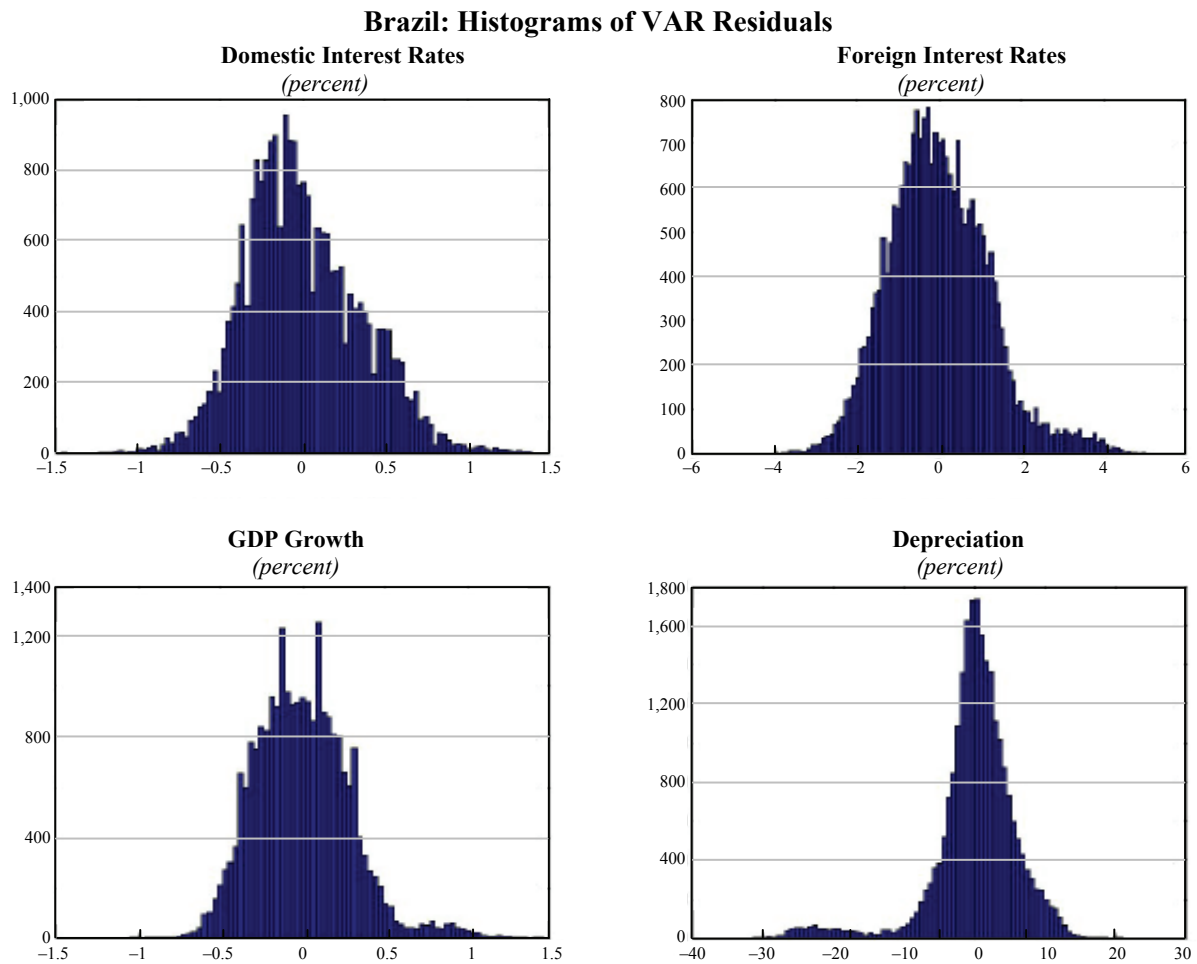 Brazil: Histograms of VAR Residuals
Domestic Interest Rates
(percent)
1,000
800
600
400
200
0
–1.5 –1 –0.5 0 0.5 1 1.5
Foreign Interest Rates
(percent)
800
700
600
500
400
300
200
100
0
–6 –4 –2 0 2 4 6
GDP Growth
(percent)
1,400
1,200
800
400
0
–1.5 –1 –0.5 0 0.5 1 1.5
Depreciation
(percent)
1,800
1,600
1,200
800
400
0
–40 –30 –20 –10 0 10 20 30